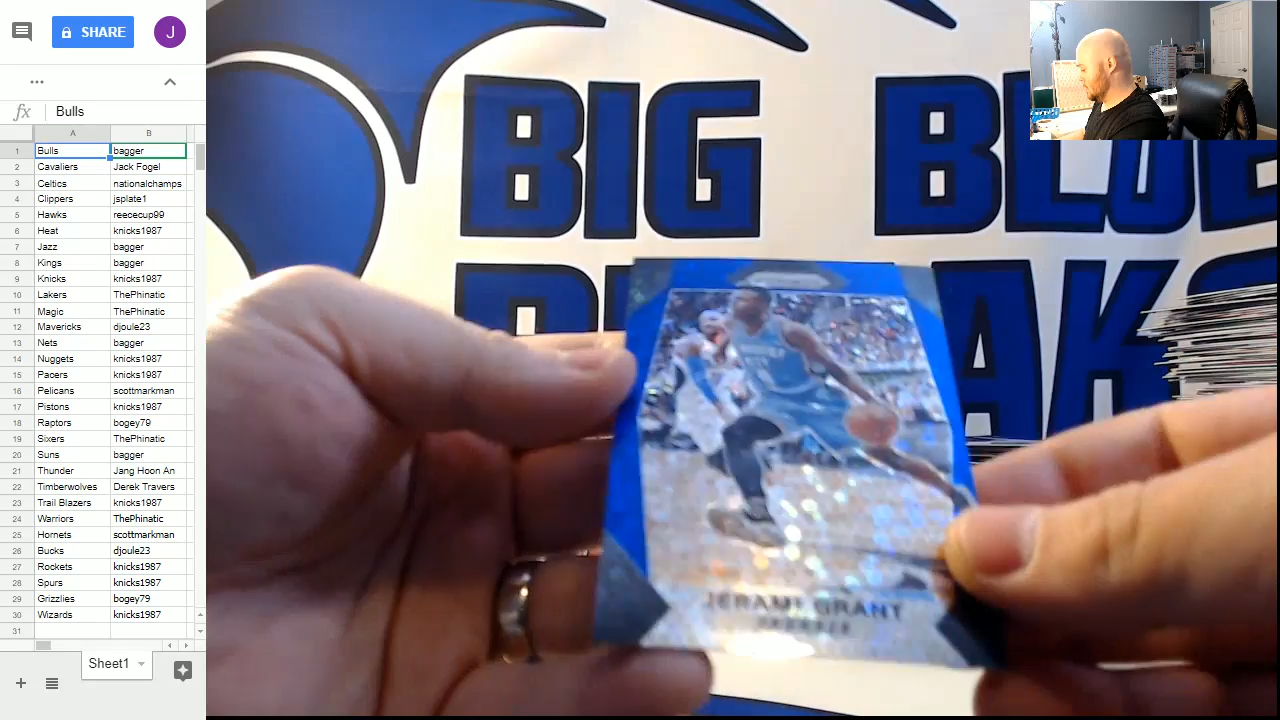 SHARE
J
...
fx Bulls
A B
1 Bulls bagger
2 Cavaliers Jack Fogel
3 Celtics nationalchamps
4 Clippers jsplate1
5 Hawks reececup99
6 Heat knicks1987
7 Jazz bagger
8 Kings bagger
9 Knicks knicks1987
10 Lakers ThePhinatic
11 Magic ThePhinatic
12 Mavericks djoule23
13 Nets bagger
14 Nuggets knicks1987
15 Pacers knicks1987
16 Pelicans scottmarkman
17 Pistons knicks1987
18 Raptors bogey79
19 Sixers ThePhinatic
20 Suns bagger
21 Thunder Jang Hoon An
22 Timberwolves Derek Travers
23 Trail Blazers knicks1987
24 Warriors ThePhinatic
25 Hornets scottmarkman
26 Bucks djoule23
27 Rockets knicks1987
28 Spurs knicks1987
29 Grizzlies bogey79
30 Wizards knicks1987
31
Sheet1
BIG BLUE
JERAMI GRANT